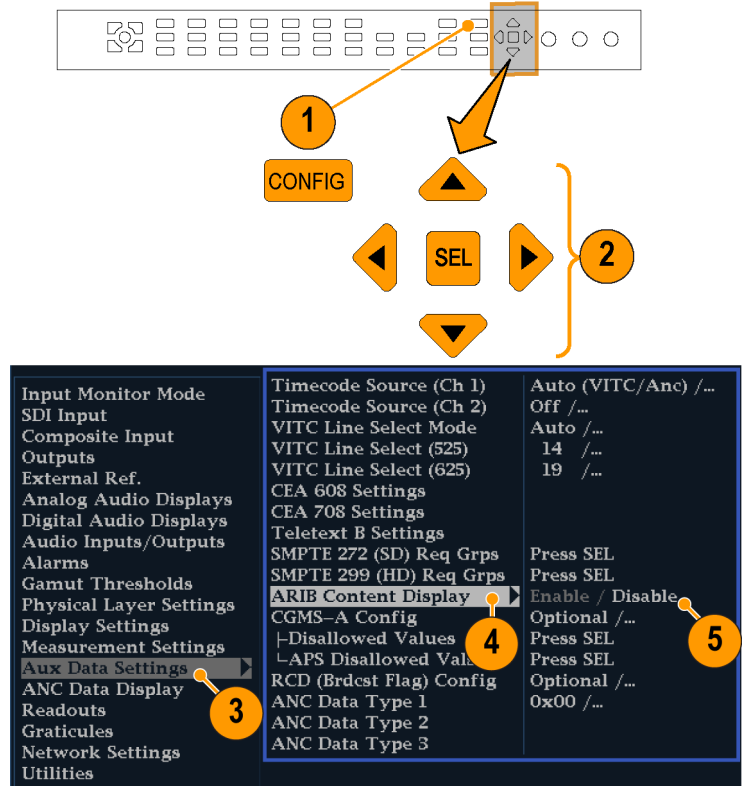 1
CONFIG
SEL
2
Input Monitor Mode
SDI Input
Composite Input
Outputs
External Ref.
Analog Audio Displays
Digital Audio Displays
Audio Inputs/Outputs
Alarms
Gamut Thresholds
Physical Layer Settings
Display Settings
Measurement Settings
Aux Data Settings
ANC Data Display
Readouts
Graticules
Network Settings
Utilities
3
Timecode Source (Ch 1) Auto (VITC/Anc) /...
Timecode Source (Ch 2) Off /...
VITC Line Select Mode Auto /...
VITC Line Select (525) 14 /...
VITC Line Select (625) 19 /...
CEA 608 Settings
CEA 708 Settings
Teletext B Settings
SMPTE 272 (SD) Req Grps Press SEL
SMPTE 299 (HD) Req Grps Press SEL
ARIB Content Display Enable / Disable
CGMS–A Config Optional /...
Disallowed Values Press SEL
APS Disallowed Vals Press SEL
RCD (Brdcst Flag) Config Optional /...
ANC Data Type 1 0x00 /...
ANC Data Type 2
ANC Data Type 3
4
5